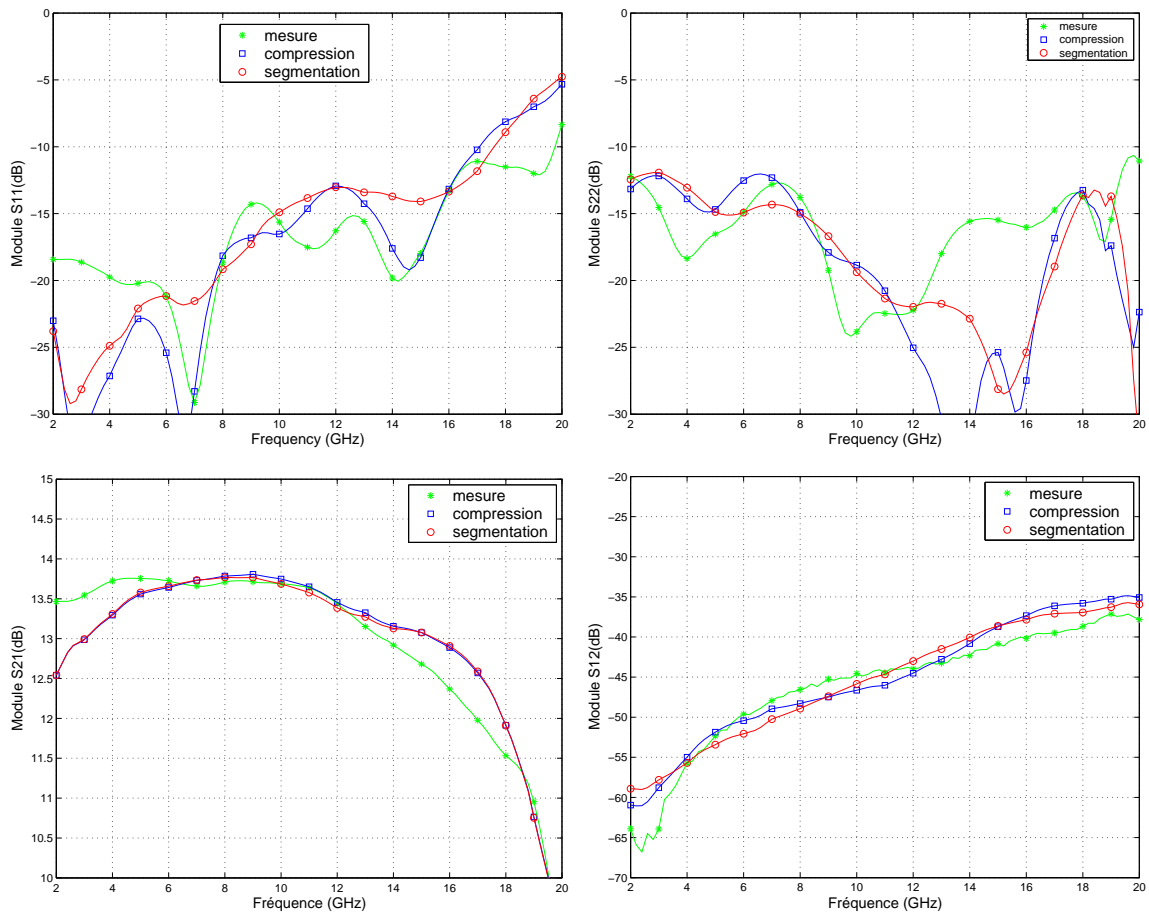 Module S11(dB)
0
−5
−10
−15
−20
−25
−30
mesure
compression
segmentation
2 4 6 8 10 12 14 16 18 20
Frequency (GHz)
Module S22(dB)
0
−5
−10
−15
−20
−25
−30
mesure
compression
segmentation
2 4 6 8 10 12 14 16 18 20
Frequency (GHz)
Module S21(dB)
15
14.5
14
13.5
13
12.5
12
11.5
11
10.5
10
mesure
compression
segmentation
2 4 6 8 10 12 14 16 18 20
Fréquence (GHz)
Module S12(dB)
−20
−25
−30
−35
−40
−45
−50
−55
−60
−65
−70
mesure
compression
segmentation
2 4 6 8 10 12 14 16 18 20
Fréquence (GHz)